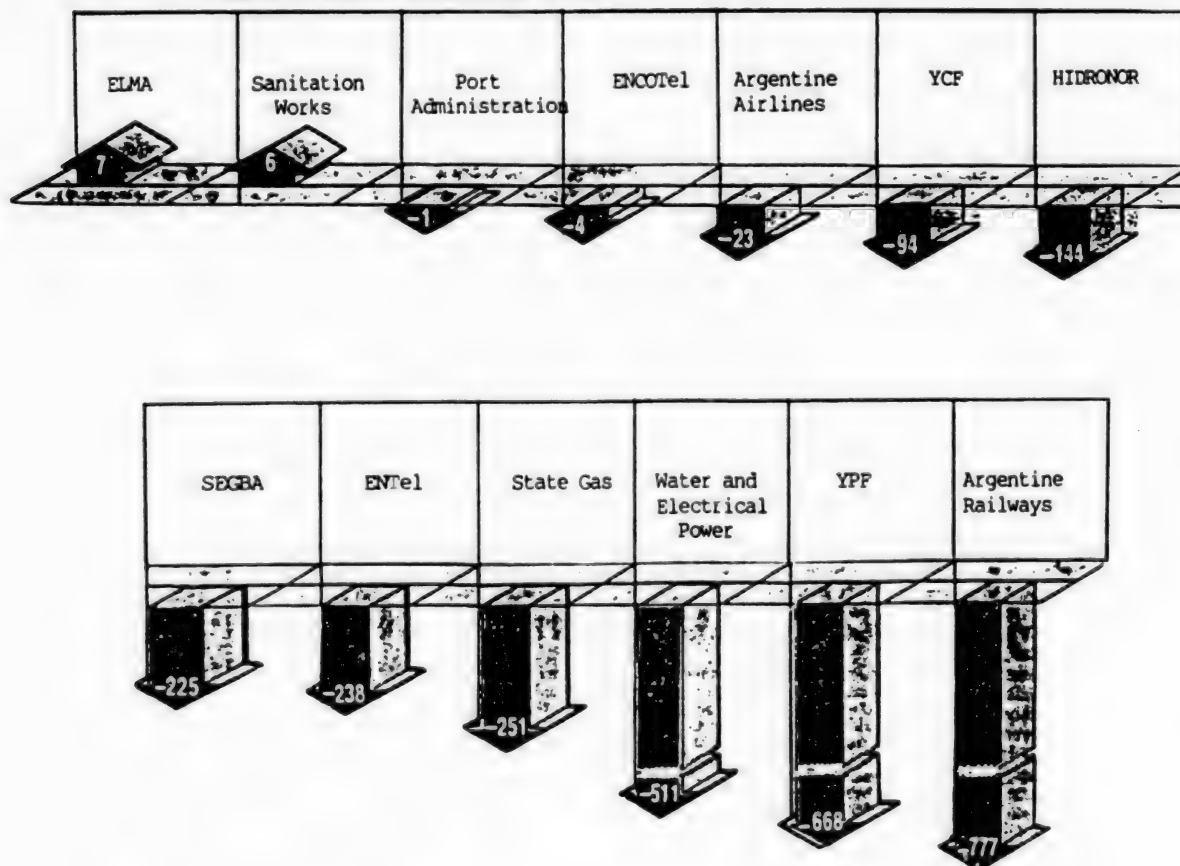 ELMA
7
Sanitation
Works
6
Port
Administration
-1
ENCOTel
-4
Argentine
Airlines
-23
YCF
-94
HIDRONOR
-144
SEGBA
-225
ENTel
-238
State Gas
-251
Water and
Electrical
Power
-511
YPF
-668
Argentine
Railways
-777